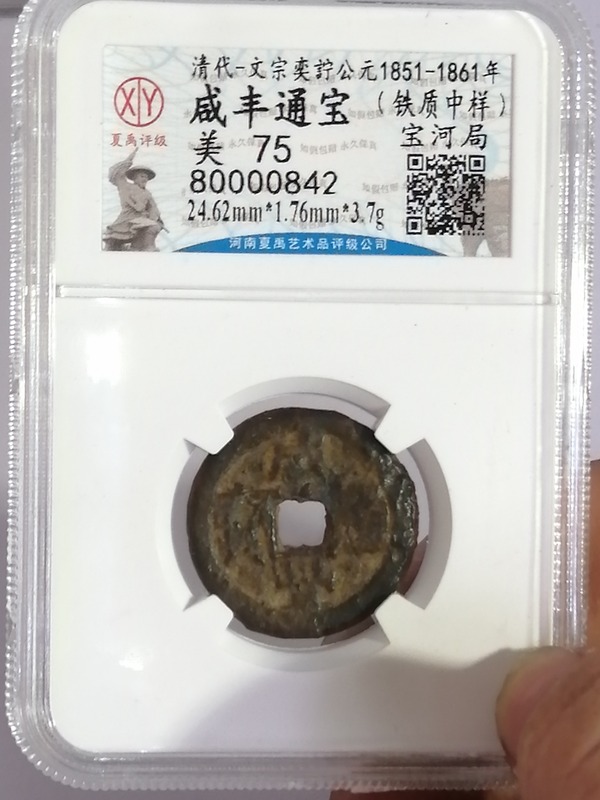 清代-文宗奕詝公元1851-1861年
咸丰通宝（铁质中样）
美 75 宝河局
80000842
24.62mm*1.76mm*3.7g
XY
夏禹评级
河南夏禹艺术品评级公司